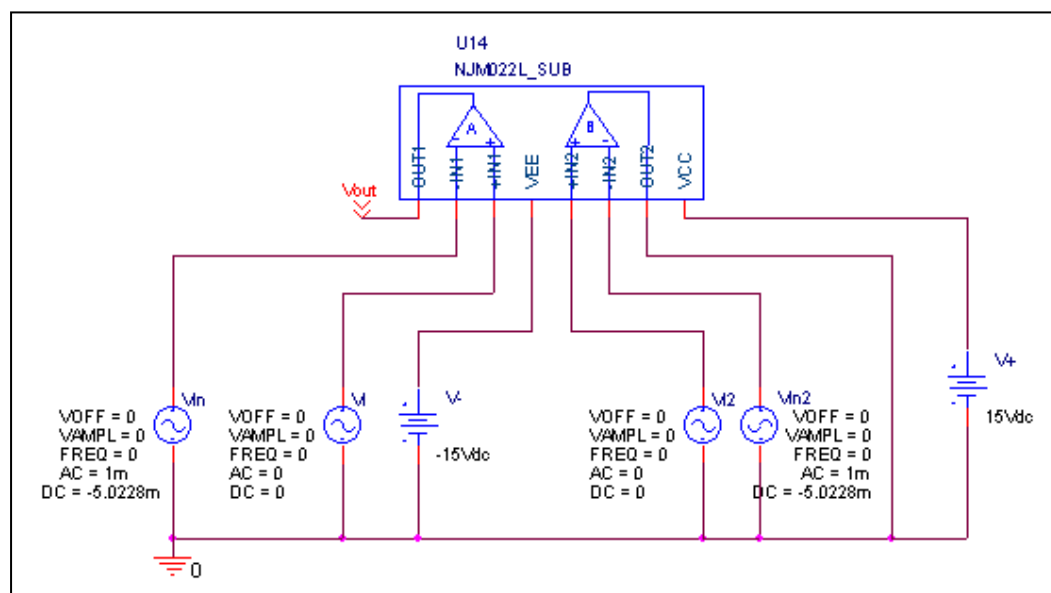 U14
NJM022L_SUB
A
B
-
+
+
-
OUT1
-IN1
+IN1
VEE
+IN2
-IN2
OUT2
VCC
Vout
Vin
VOFF = 0
VAMPL = 0
FREQ = 0
AC = 1m
DC = -5.0228m
Vi
VOFF = 0
VAMPL = 0
FREQ = 0
AC = 0
DC = 0
V-
-15Vdc
Vi2
VOFF = 0
VAMPL = 0
FREQ = 0
AC = 0
DC = 0
Vin2
VOFF = 0
VAMPL = 0
FREQ = 0
AC = 1m
DC = -5.0228m
V+
15Vdc
0